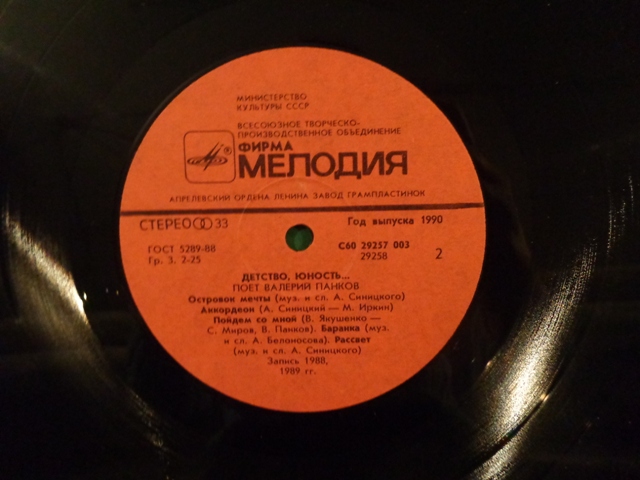 МИНИСТЕРСТВО
КУЛЬТУРЫ СССР
ВСЕСОЮЗНОЕ ТВОРЧЕСКО-
ПРОИЗВОДСТВЕННОЕ ОБЪЕДИНЕНИЕ
®
ФИРМА
МЕЛОДИЯ
АПРЕЛЕВСКИЙ ОРДЕНА ЛЕНИНА ЗАВОД ГРАМПЛАСТИНОК
СТЕРЕО 33
Год выпуска 1990
ГОСТ 5289-88
С60 29257 003
Гр. 3. 2-25
29258
2
ДЕТСТВО, ЮНОСТЬ...
ПОЕТ ВАЛЕРИЙ ПАНКОВ
Островок мечты (муз. и сл. А. Синицкого)
Аккордеон (А. Синицкий — М. Иркин)
Пойдем со мной (В. Якушенко —
С. Миров, В. Панков). Баранка (муз.
и сл. А. Белоносова). Рассвет
(муз. и сл. А. Синицкого)
Запись 1988,
1989 гг.